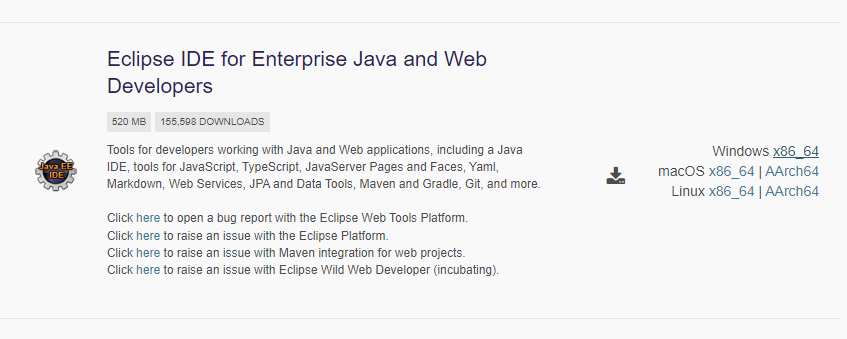 Eclipse IDE for Enterprise Java and Web
Developers
520 MB 155,598 DOWNLOADS
Java EE
IDE
Tools for developers working with Java and Web applications, including a Java
IDE, tools for JavaScript, TypeScript, JavaServer Pages and Faces, Yaml,
Markdown, Web Services, JPA and Data Tools, Maven and Gradle, Git, and more.
Click here to open a bug report with the Eclipse Web Tools Platform.
Click here to raise an issue with the Eclipse Platform.
Click here to raise an issue with Maven integration for web projects.
Click here to raise an issue with Eclipse Wild Web Developer (incubating).
Windows x86_64
macOS x86_64 | AArch64
Linux x86_64 | AArch64